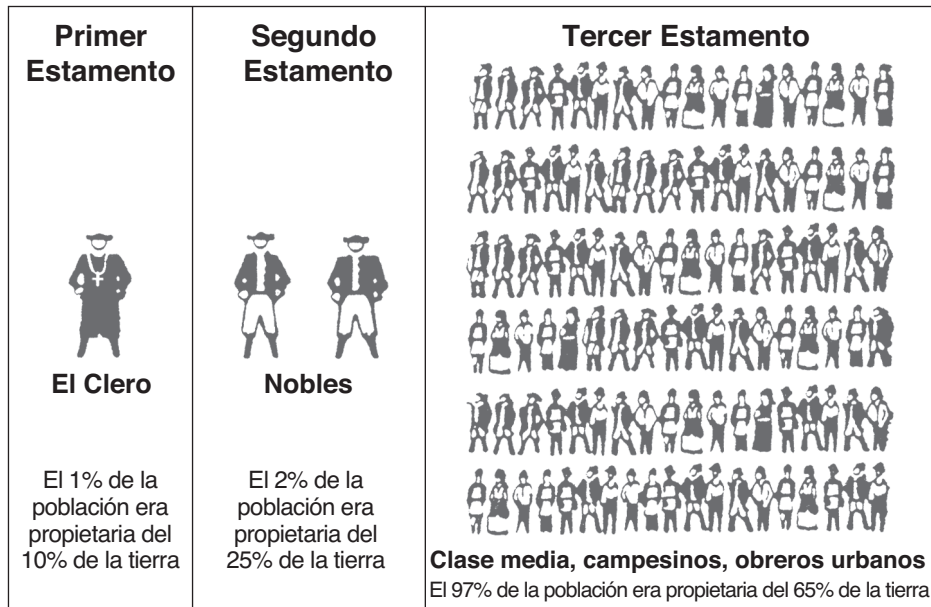 Primer
Estamento
El Clero
El 1% de la
población era
propietaria del
10% de la tierra
Segundo
Estamento
Nobles
El 2% de la
población era
propietaria del
25% de la tierra
Tercer Estamento
Clase media, campesinos, obreros urbanos
El 97% de la población era propietaria del 65% de la tierra